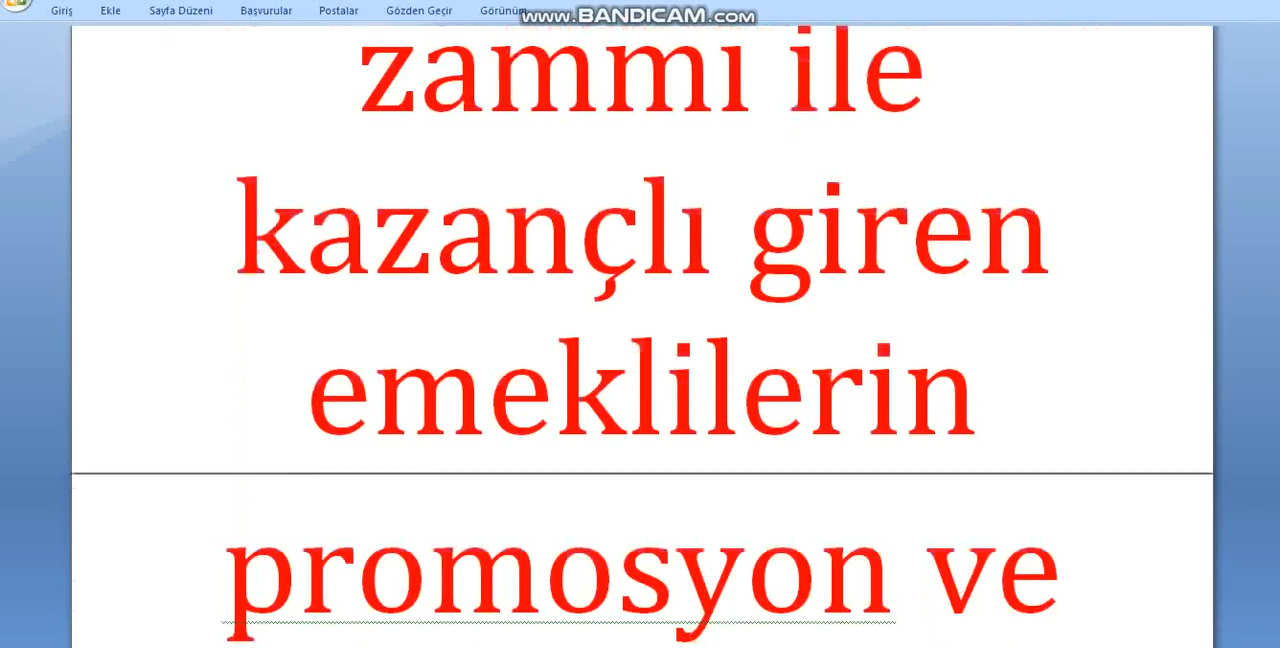 Giriş Ekle Sayfa Düzeni Başvurular Postalar Gözden Geçir Görünüm
www.BANDICAM.com
zammı ile
kazançlı giren
emeklilerin
promosyon ve